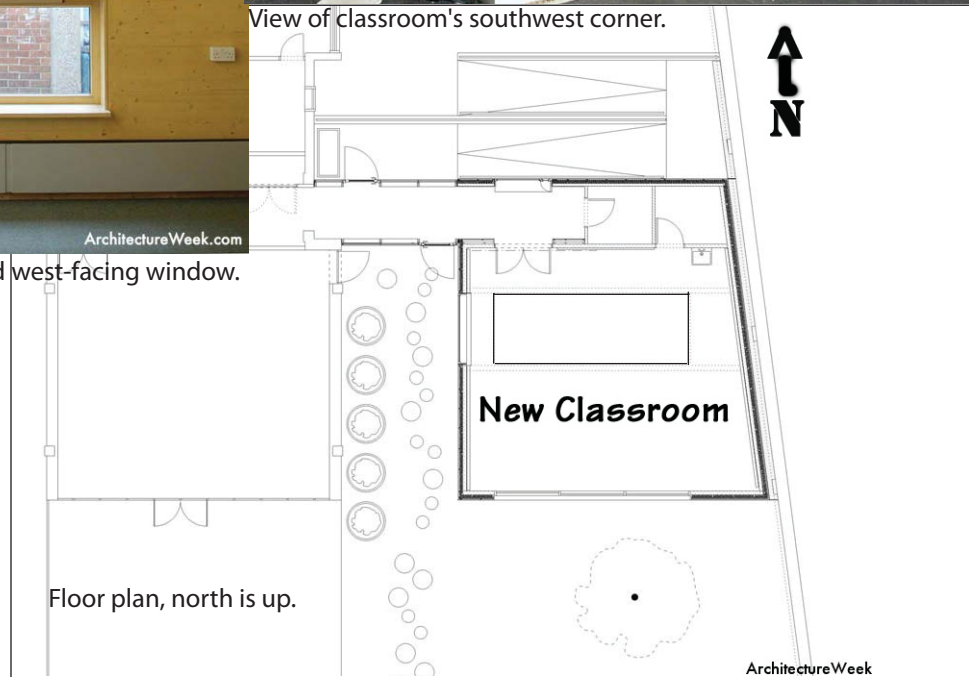 View of classroom's southwest corner.
N
ArchitectureWeek.com
west-facing window.
New Classroom
Floor plan, north is up.
ArchitectureWeek